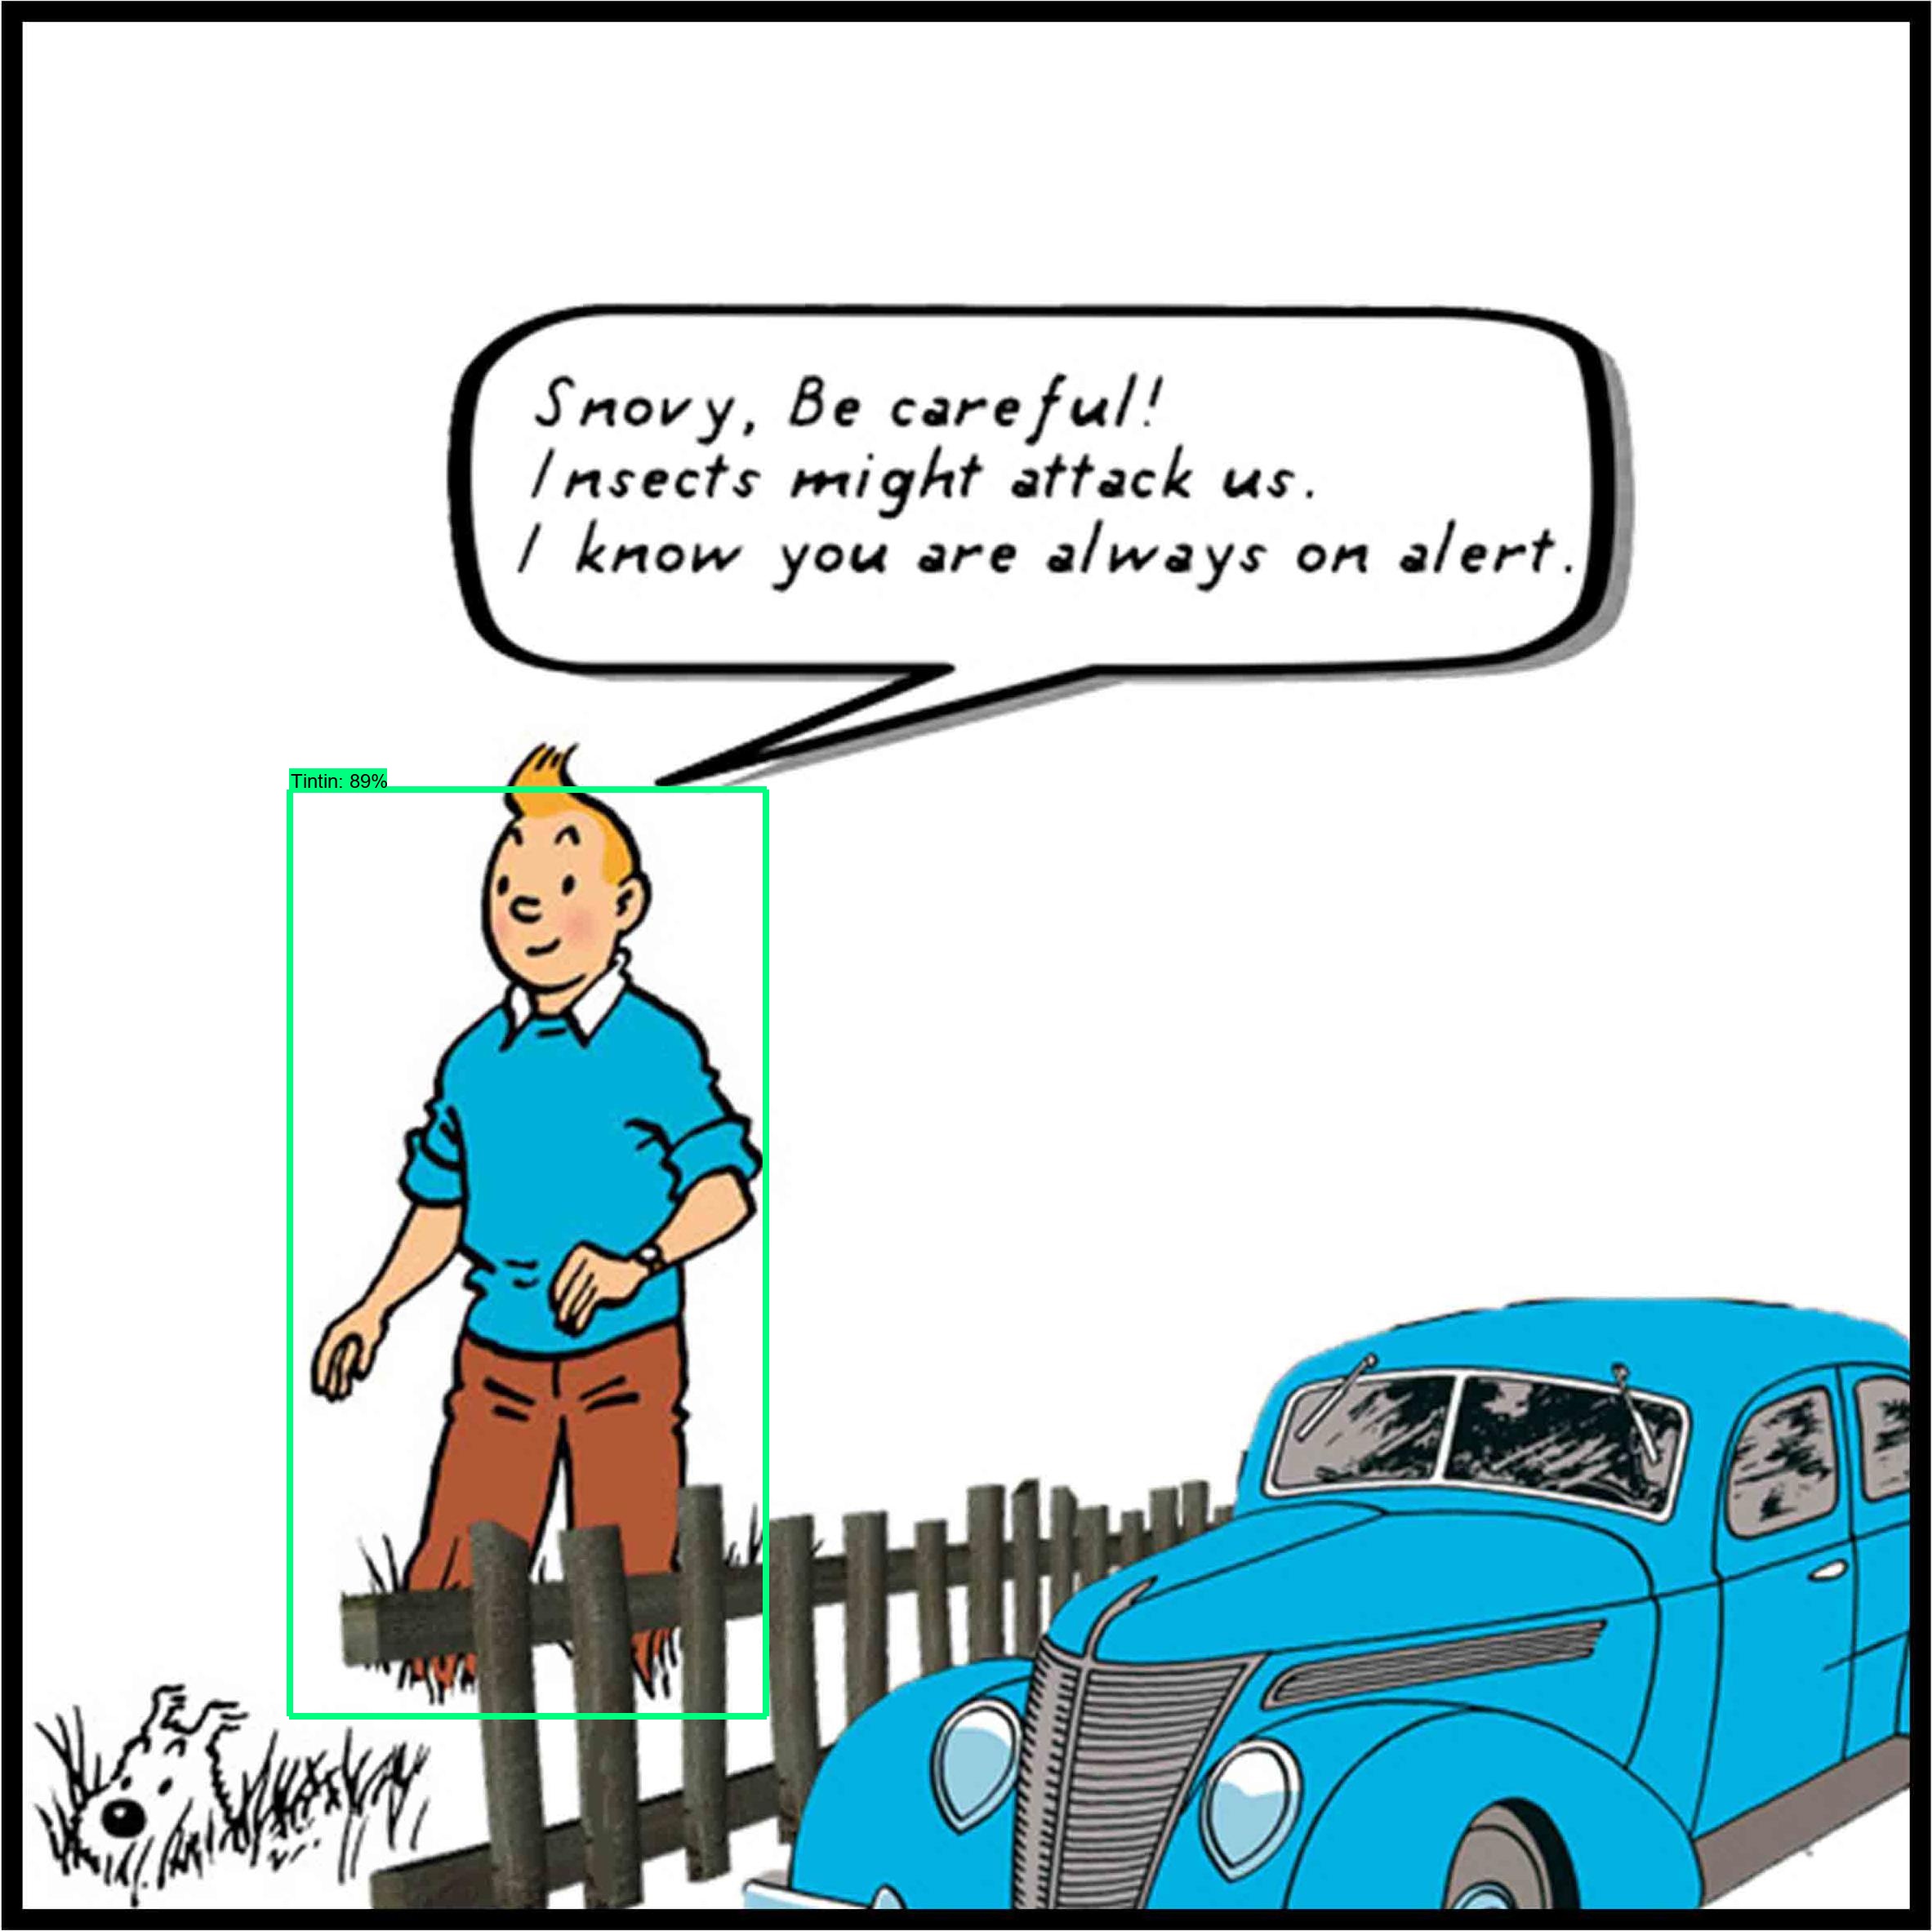 Snovy, Be careful!
Insects might attack us.
I know you are always on alert.
Tintin: 89%